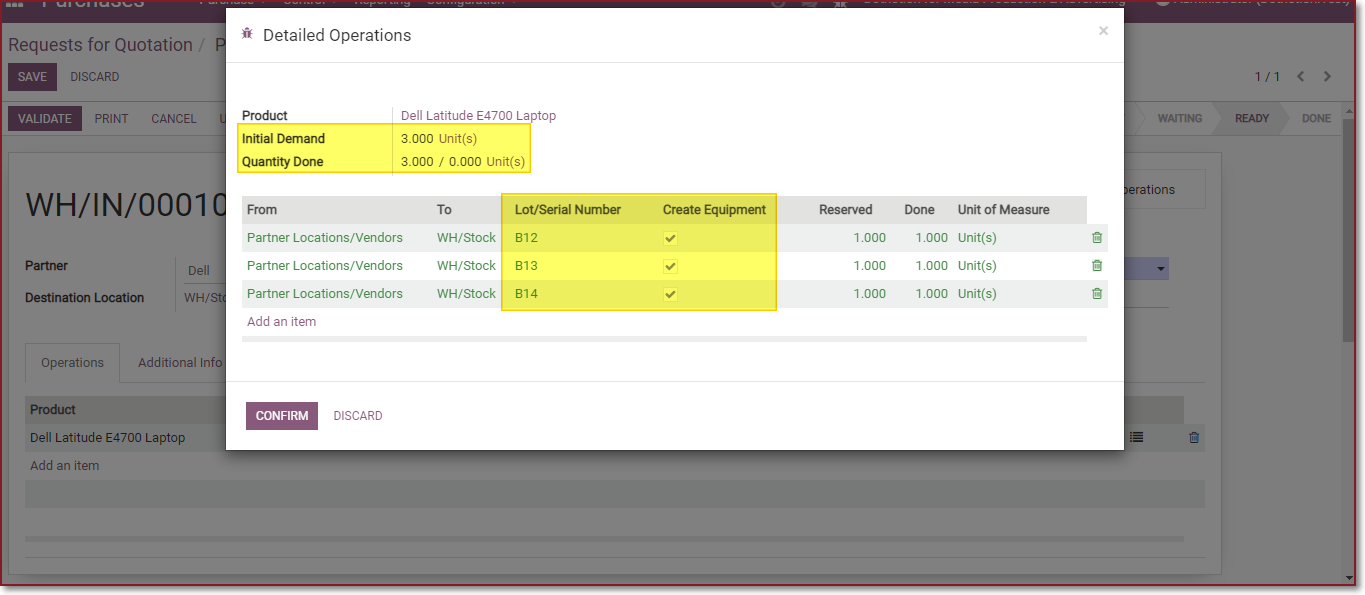 Purchases
Purchase Control Reporting Configuration
Requests for Quotation /
SAVE DISCARD
1 / 1
VALIDATE PRINT CANCEL
WAITING READY DONE
WH/IN/00010
Partner Dell
Destination Location
Operations Additional Info
Product
Dell Latitude E4700 Laptop
Add an item
Detailed Operations
×
Product Dell Latitude E4700 Laptop
Initial Demand 3.000 Unit(s)
Quantity Done 3.000 / 0.000 Unit(s)
From To Lot/Serial Number Create Equipment Reserved Done Unit of Measure
Partner Locations/Vendors WH/Stock B12 1.000 1.000 Unit(s)
Partner Locations/Vendors WH/Stock B13 1.000 1.000 Unit(s)
Partner Locations/Vendors WH/Stock B14 1.000 1.000 Unit(s)
Add an item
CONFIRM DISCARD